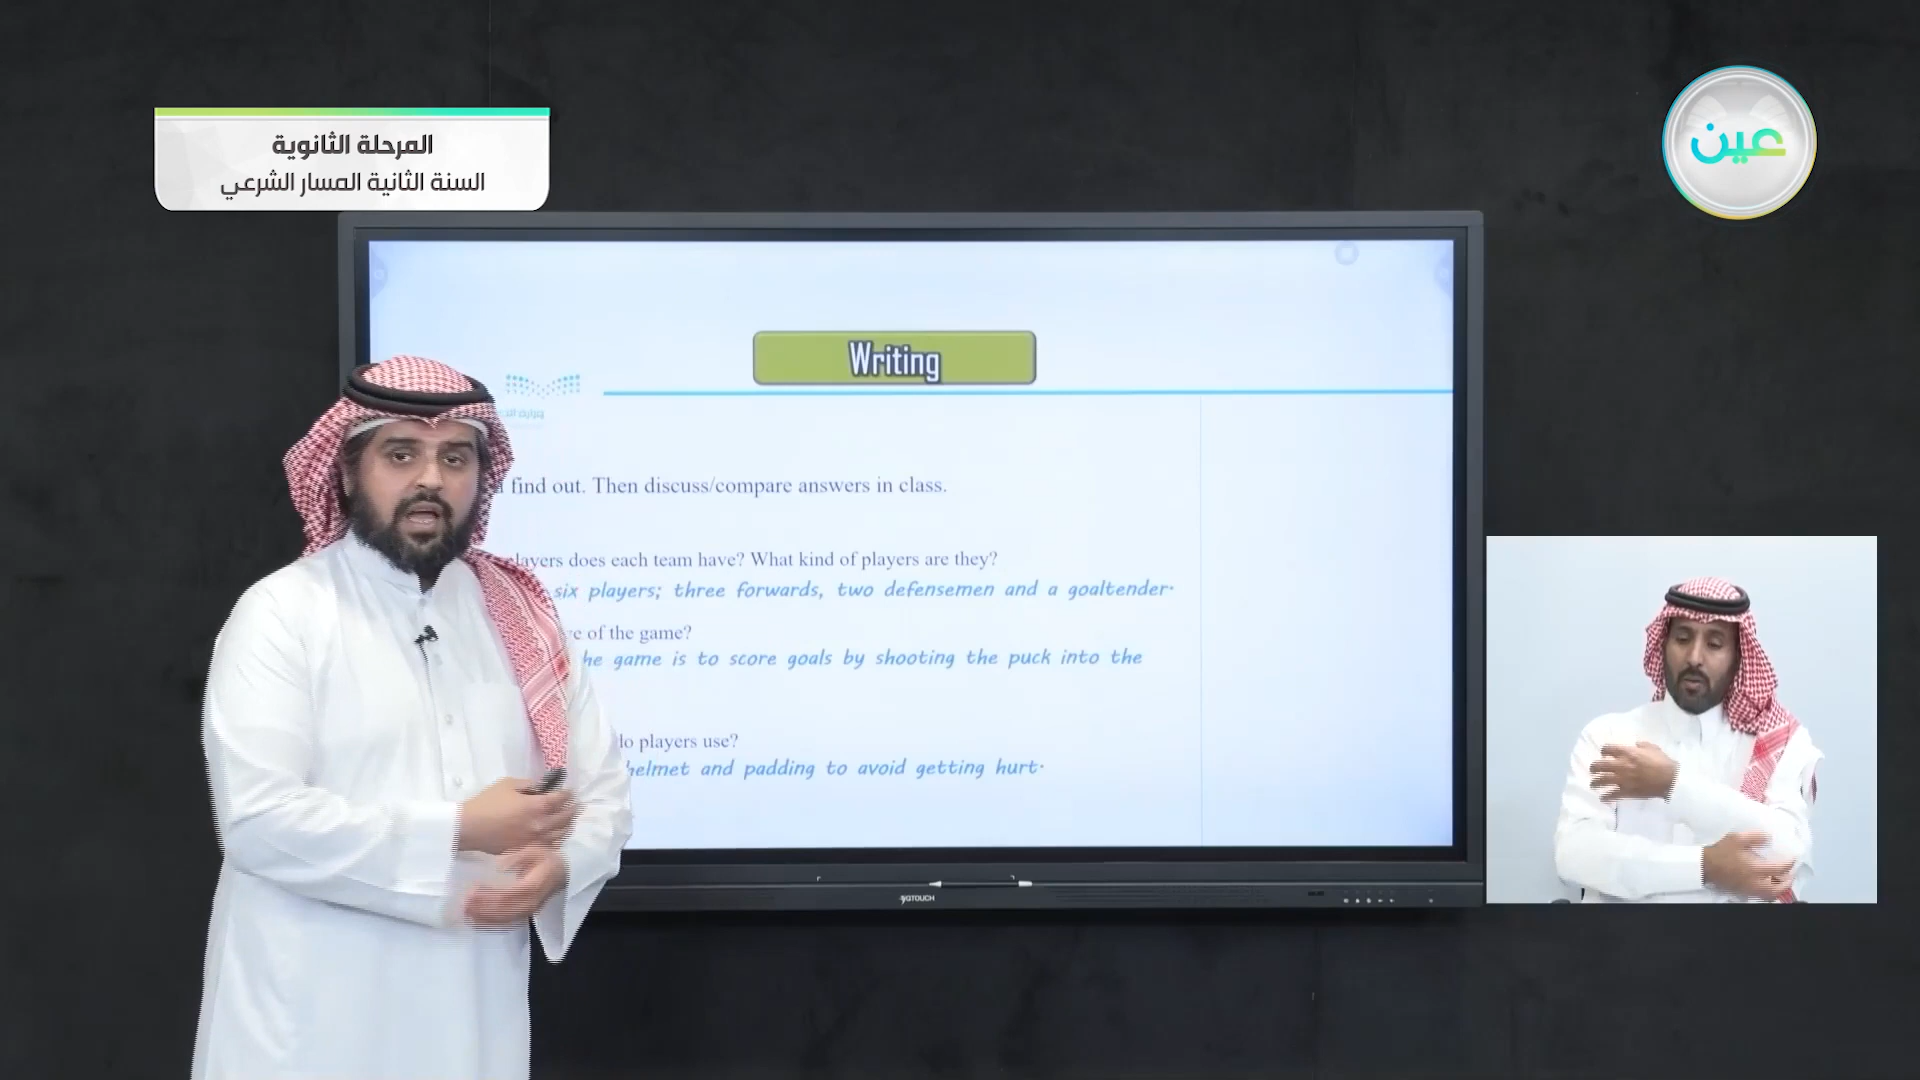 المرحلة الثانوية
السنة الثانية المسار الشرعي
عين
Writing
find out. Then discuss/compare answers in class.
players does each team have? What kind of players are they?
six players; three forwards, two defensemen and a goaltender.
of the game?
game is to score goals by shooting the puck into the
players use?
helmet and padding to avoid getting hurt.